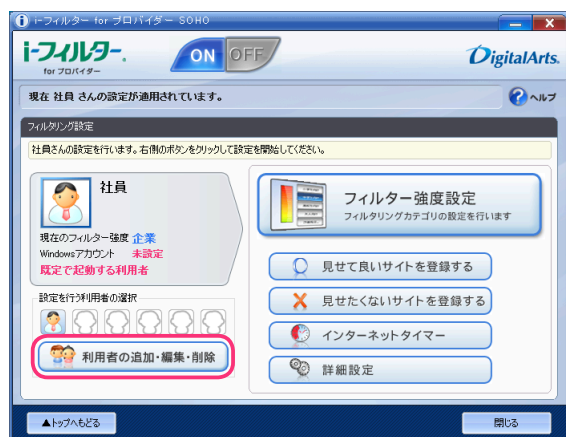 i-フィルター for プロバイダー SOHO
i-フィルター.
for プロバイダー
ON OFF
DigitalArts.
現在 社員 さんの設定が適用されています。
ヘルプ
フィルタリング設定
社員さんの設定を行います。右側のボタンをクリックして設定を開始してください。
社員
現在のフィルター強度 企業
Windowsアカウント 未設定
既定で起動する利用者
設定を行う利用者の選択
利用者の追加・編集・削除
フィルター強度設定
フィルタリングカテゴリの設定を行います
見せて良いサイトを登録する
見せたくないサイトを登録する
インターネットタイマー
詳細設定
▲トップへもどる
閉じる